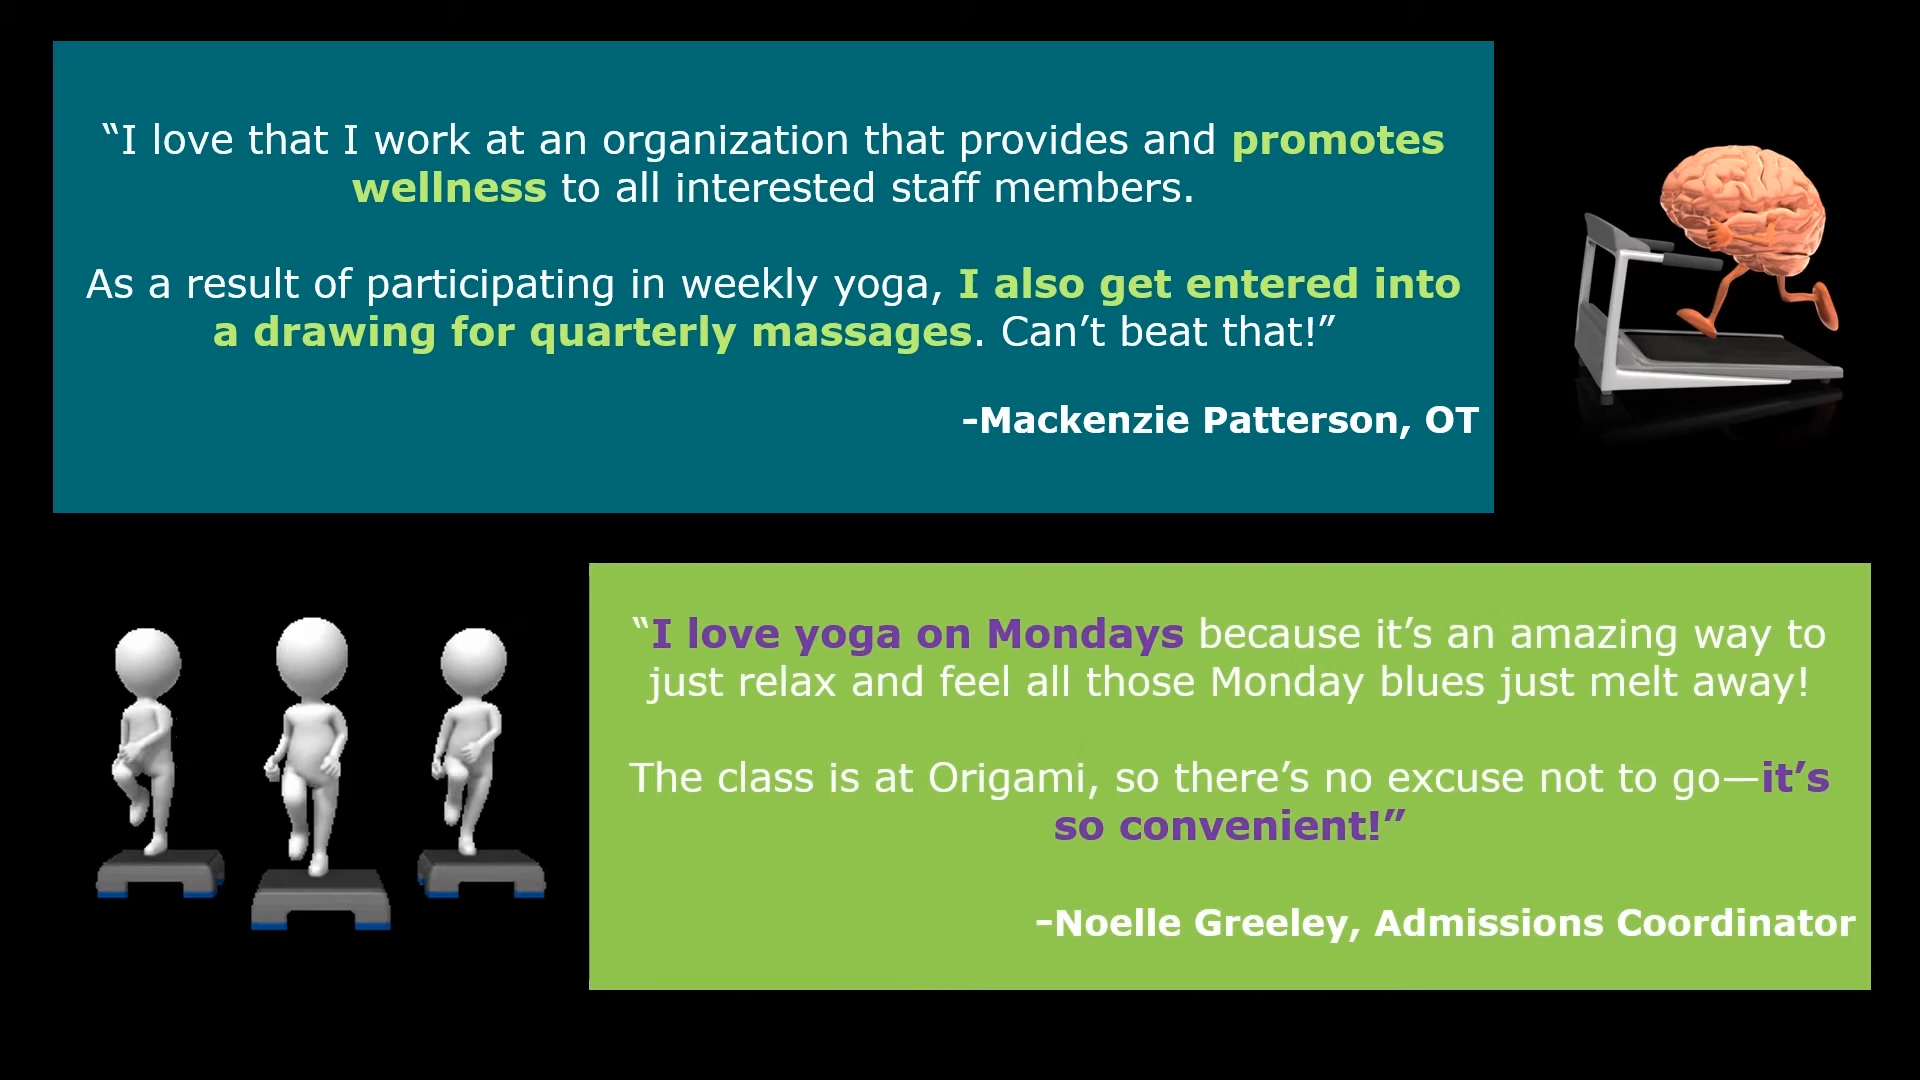 “I love that I work at an organization that provides and promotes
wellness to all interested staff members.
As a result of participating in weekly yoga, I also get entered into
a drawing for quarterly massages. Can’t beat that!”
-Mackenzie Patterson, OT
“I love yoga on Mondays because it’s an amazing way to
just relax and feel all those Monday blues just melt away!
The class is at Origami, so there’s no excuse not to go—it’s
so convenient!”
-Noelle Greeley, Admissions Coordinator